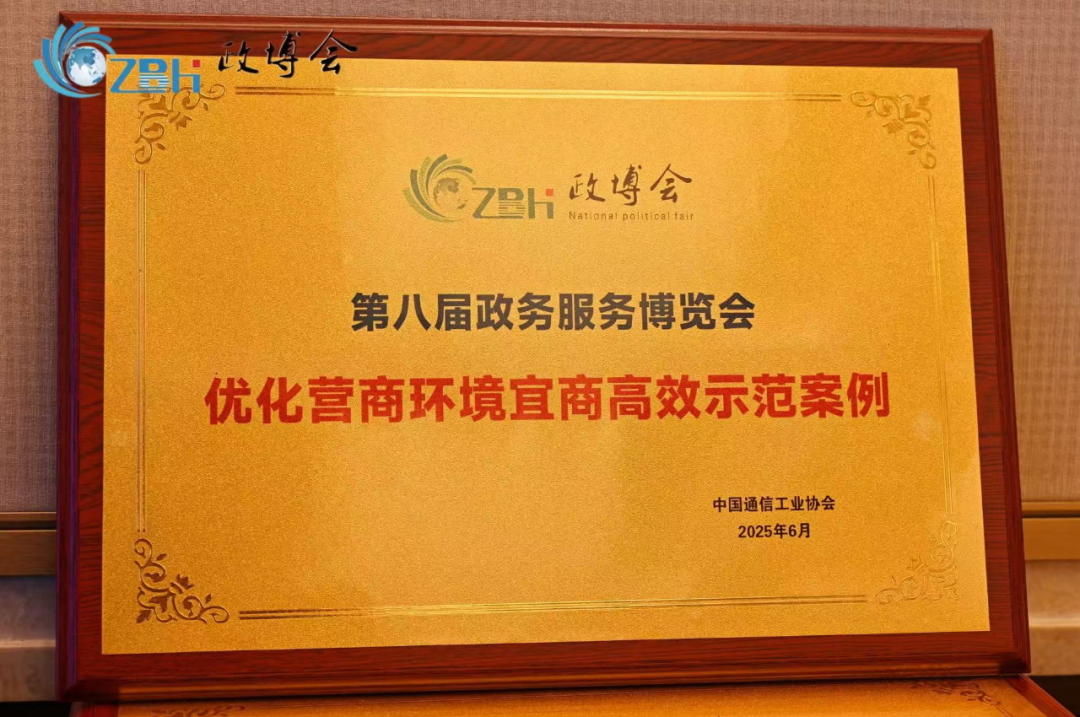 ZBH 政博会
ZBH 政博会
National political fair
第八届政务服务博览会
优化营商环境宜商高效示范案例
中国通信工业协会
2025年6月